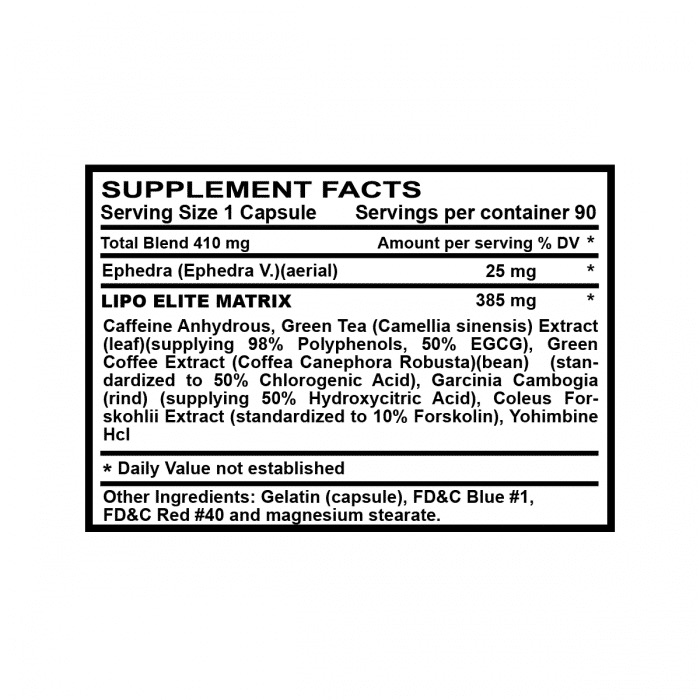 SUPPLEMENT FACTS
Serving Size 1 Capsule Servings per container 90
Total Blend 410 mg Amount per serving % DV *
Ephedra (Ephedra V.)(aerial) 25 mg *
LIPO ELITE MATRIX 385 mg *
Caffeine Anhydrous, Green Tea (Camellia sinensis) Extract
(leaf)(supplying 98% Polyphenols, 50% EGCG), Green
Coffee Extract (Coffea Canephora Robusta)(bean) (stan-
dardized to 50% Chlorogenic Acid), Garcinia Cambogia
(rind) (supplying 50% Hydroxycitric Acid), Coleus For-
skohlii Extract (standardized to 10% Forskolin), Yohimbine
Hcl
* Daily Value not established
Other Ingredients: Gelatin (capsule), FD&C Blue #1,
FD&C Red #40 and magnesium stearate.